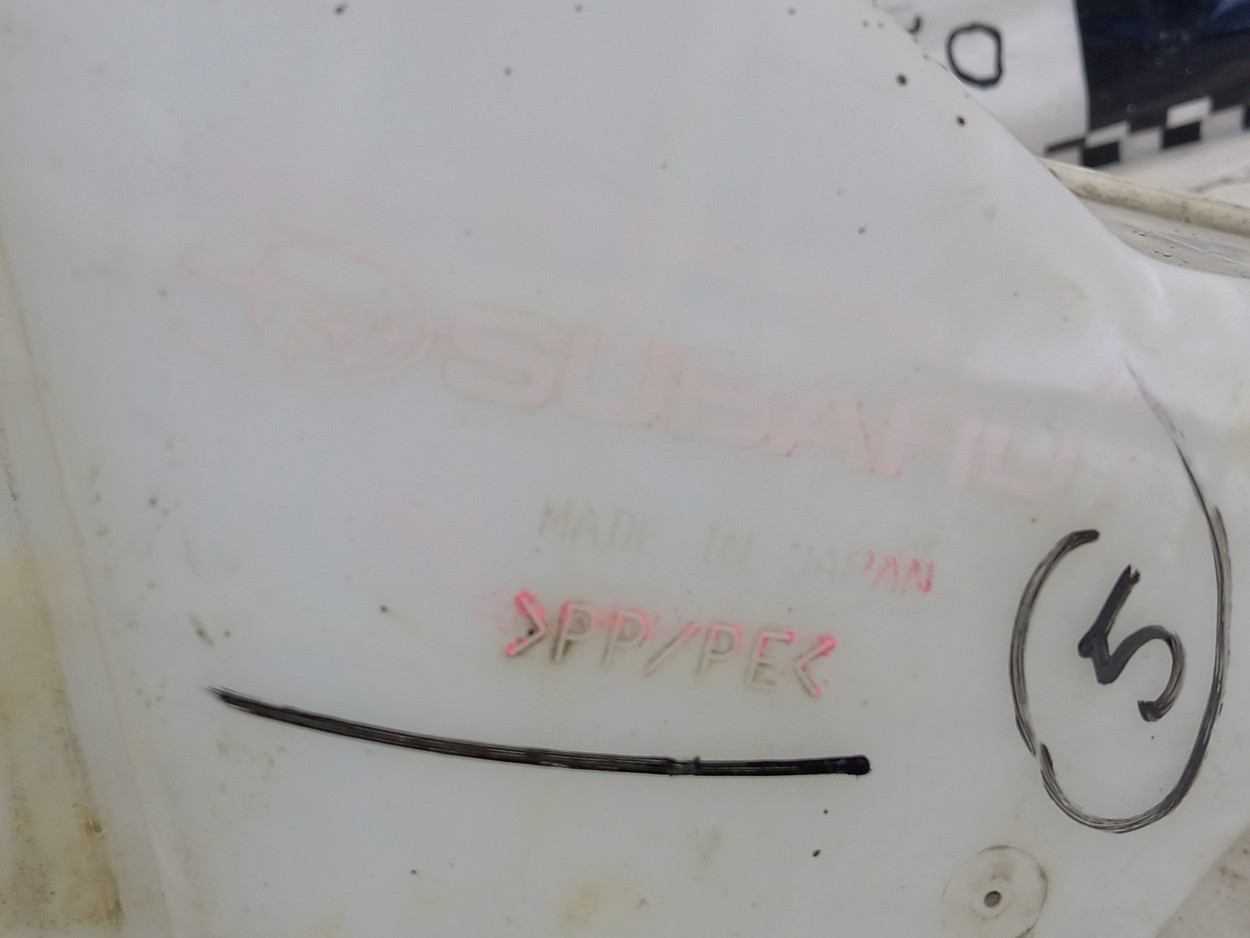 O
SUBARU
MADE IN JAPAN
>PP/PE<
5